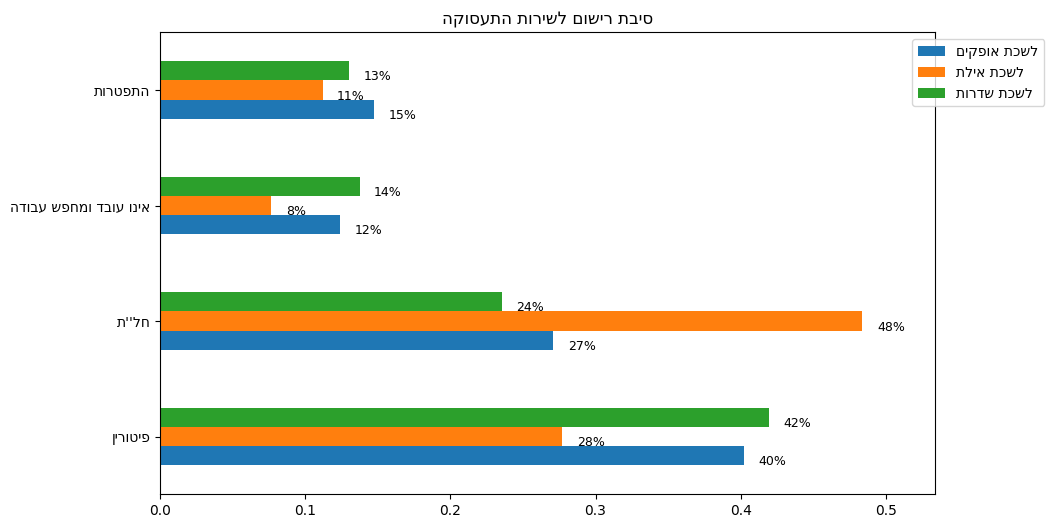 סיבת רישום לשירות התעסוקה
לשכת אופקים
לשכת אילת
לשכת שדרות
התפטרות
13%
11%
15%
אינו עובד ומחפש עבודה
14%
8%
12%
חל''ת
24%
48%
27%
פיטורין
42%
28%
40%
0.0 0.1 0.2 0.3 0.4 0.5